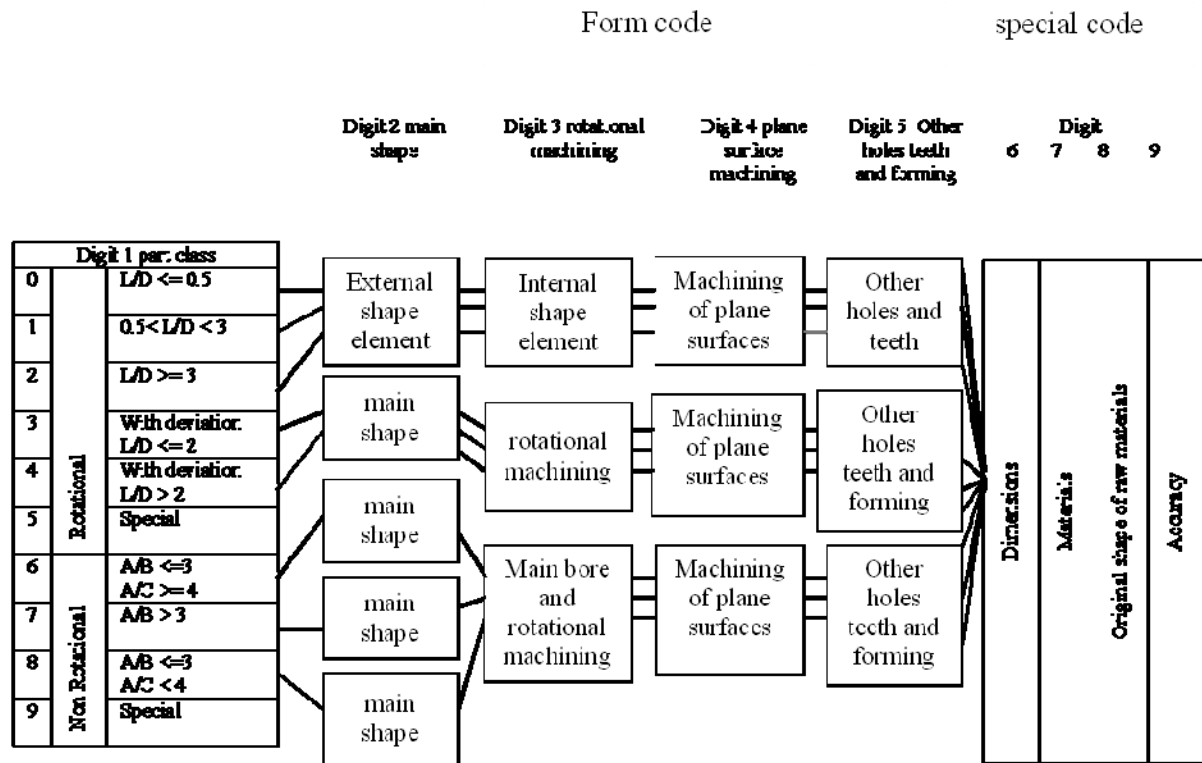 Form code
special code
Digit 2 main
shape
Digit 3 rotational
machining
Digit 4 plane
surface
machining
Digit 5 Other
holes teeth
and forming
Digit
6 7 8 9
Digit 1 part class
0
L/D <= 0.5
1
0.5< L/D < 3
2
L/D >= 3
3
With deviation
L/D <= 2
4
With deviation
L/D > 2
5
Special
Rotational
6
A/B <=3
A/C >= 4
7
A/B > 3
8
A/B <=3
A/C < 4
9
Special
Non Rotational
External
shape
element
main
shape
main
shape
main
shape
main
shape
Internal
shape
element
rotational
machining
Main bore
and
rotational
machining
Machining
of plane
surfaces
Machining
of plane
surfaces
Machining
of plane
surfaces
Other
holes and
teeth
Other
holes
teeth and
forming
Other
holes
teeth and
forming
Dimensions
Materials
Original shape of raw materials
Accuracy